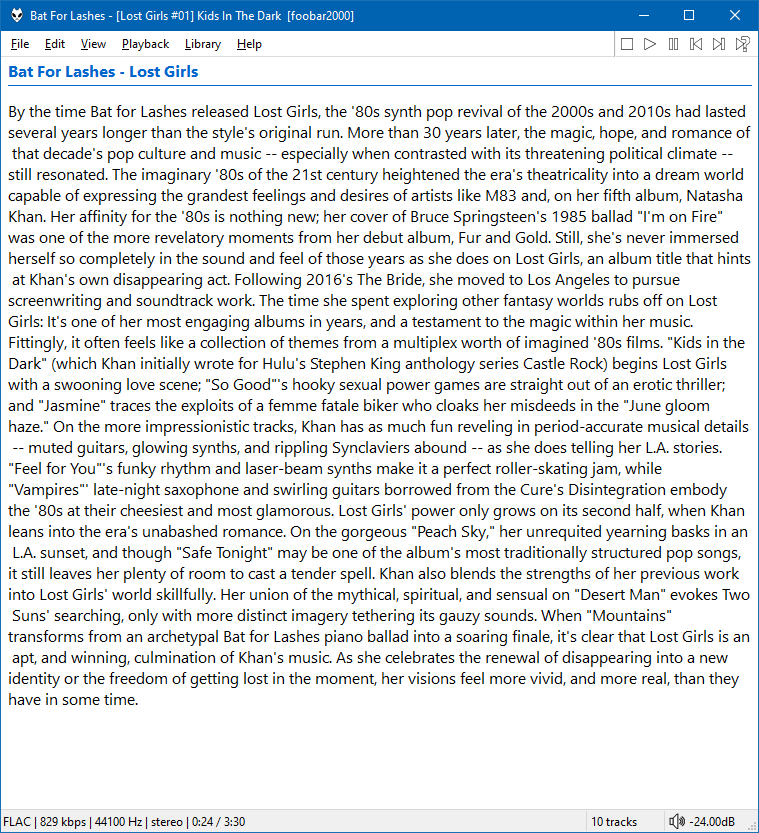 Bat For Lashes - [Lost Girls #01] Kids In The Dark  [foobar2000]
File Edit View Playback Library Help
Bat For Lashes - Lost Girls
By the time Bat for Lashes released Lost Girls, the '80s synth pop revival of the 2000s and 2010s had lasted
several years longer than the style's original run. More than 30 years later, the magic, hope, and romance of
that decade's pop culture and music -- especially when contrasted with its threatening political climate --
still resonated. The imaginary '80s of the 21st century heightened the era's theatricality into a dream world
capable of expressing the grandest feelings and desires of artists like M83 and, on her fifth album, Natasha
Khan. Her affinity for the '80s is nothing new; her cover of Bruce Springsteen's 1985 ballad "I'm on Fire"
was one of the more revelatory moments from her debut album, Fur and Gold. Still, she's never immersed
herself so completely in the sound and feel of those years as she does on Lost Girls, an album title that hints
at Khan's own disappearing act. Following 2016's The Bride, she moved to Los Angeles to pursue
screenwriting and soundtrack work. The time she spent exploring other fantasy worlds rubs off on Lost
Girls: It's one of her most engaging albums in years, and a testament to the magic within her music.
Fittingly, it often feels like a collection of themes from a multiplex worth of imagined '80s films. "Kids in the
Dark" (which Khan initially wrote for Hulu's Stephen King anthology series Castle Rock) begins Lost Girls
with a swooning love scene; "So Good"'s hooky sexual power games are straight out of an erotic thriller;
and "Jasmine" traces the exploits of a femme fatale biker who cloaks her misdeeds in the "June gloom
haze." On the more impressionistic tracks, Khan has as much fun reveling in period-accurate musical details
-- muted guitars, glowing synths, and rippling Synclaviers abound -- as she does telling her L.A. stories.
"Feel for You"'s funky rhythm and laser-beam synths make it a perfect roller-skating jam, while
"Vampires"' late-night saxophone and swirling guitars borrowed from the Cure's Disintegration embody
the '80s at their cheesiest and most glamorous. Lost Girls' power only grows on its second half, when Khan
leans into the era's unabashed romance. On the gorgeous "Peach Sky," her unrequited yearning basks in an
L.A. sunset, and though "Safe Tonight" may be one of the album's most traditionally structured pop songs,
it still leaves her plenty of room to cast a tender spell. Khan also blends the strengths of her previous work
into Lost Girls' world skillfully. Her union of the mythical, spiritual, and sensual on "Desert Man" evokes Two
Suns' searching, only with more distinct imagery tethering its gauzy sounds. When "Mountains"
transforms from an archetypal Bat for Lashes piano ballad into a soaring finale, it's clear that Lost Girls is an
apt, and winning, culmination of Khan's music. As she celebrates the renewal of disappearing into a new
identity or the freedom of getting lost in the moment, her visions feel more vivid, and more real, than they
have in some time.
FLAC | 829 kbps | 44100 Hz | stereo | 0:24 / 3:30 10 tracks -24.00dB